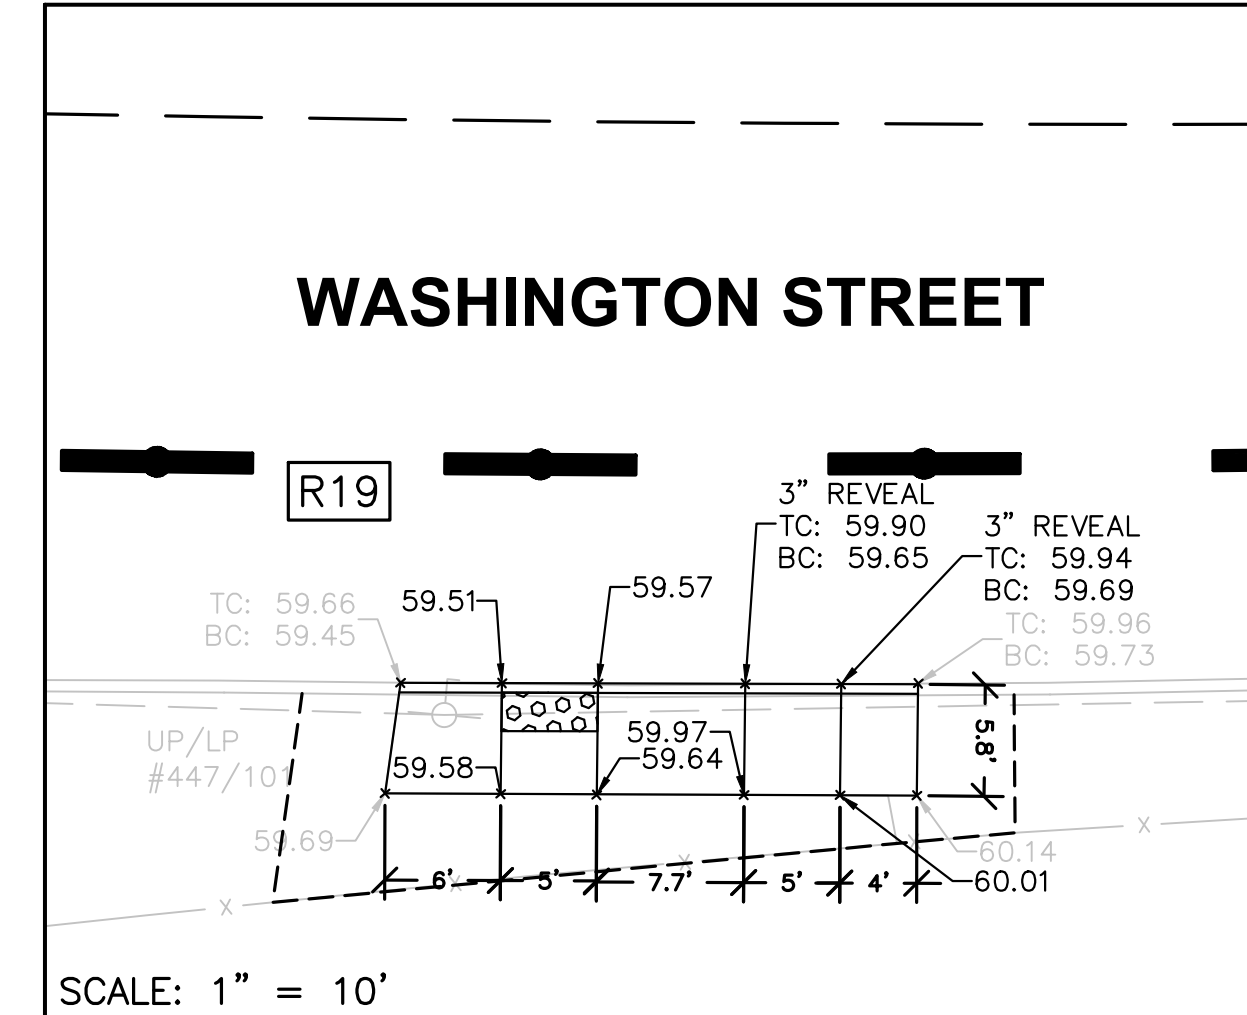 WASHINGTON STREET
R19
3” REVEAL
TC: 59.90
BC: 59.65
3” REVEAL
TC: 59.94
BC: 59.69
TC: 59.66
BC: 59.45
59.51
59.57
TC: 59.96
BC: 59.73
UP/LP
#447/101
59.58
59.97
59.64
5.8'
59.69
60.14
60.01
6'
5'
7.7'
5'
4'
SCALE: 1” = 10'